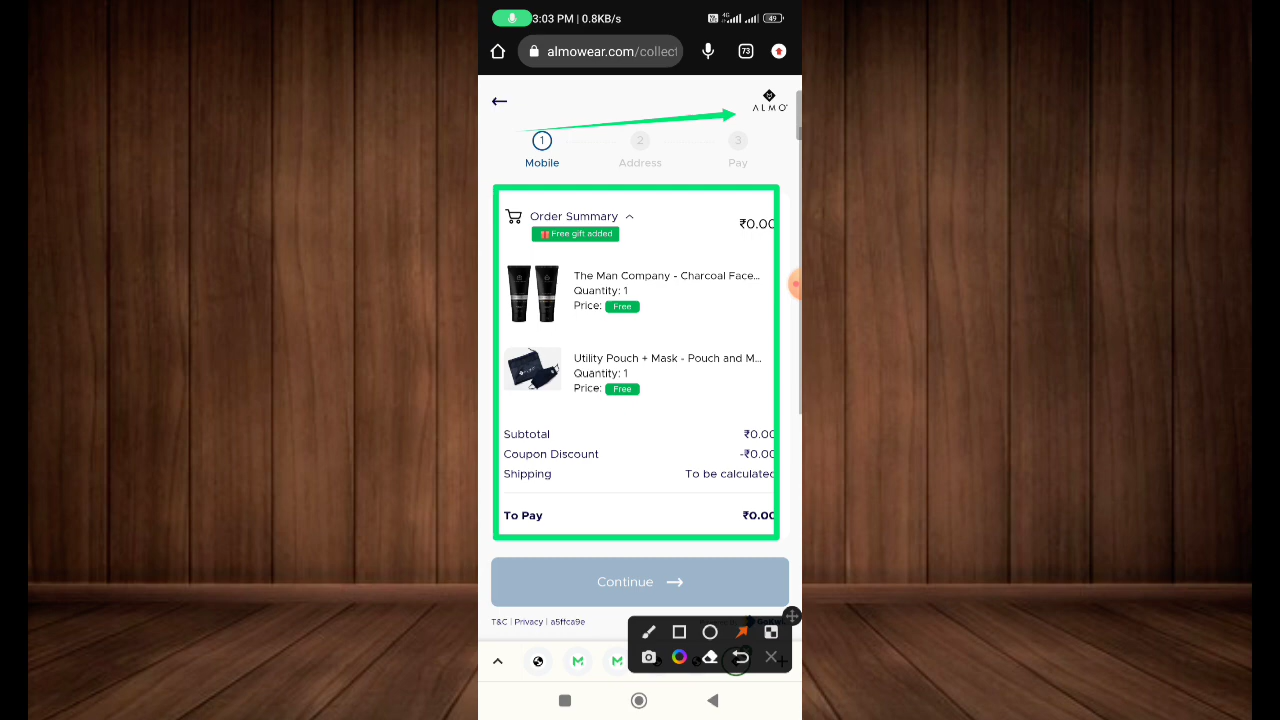 3:03 PM | 0.8KB/s
4G
49
almowear.com/collect
73
ALMO
1
2
3
Mobile
Address
Pay
Order Summary
₹0.00
Free gift added
The Man Company - Charcoal Face...
Quantity: 1
Price: Free
Utility Pouch + Mask - Pouch and M...
Quantity: 1
Price: Free
Subtotal
₹0.00
Coupon Discount
-₹0.00
Shipping
To be calculated
To Pay
₹0.00
Continue
T&C | Privacy | a5ffca9e